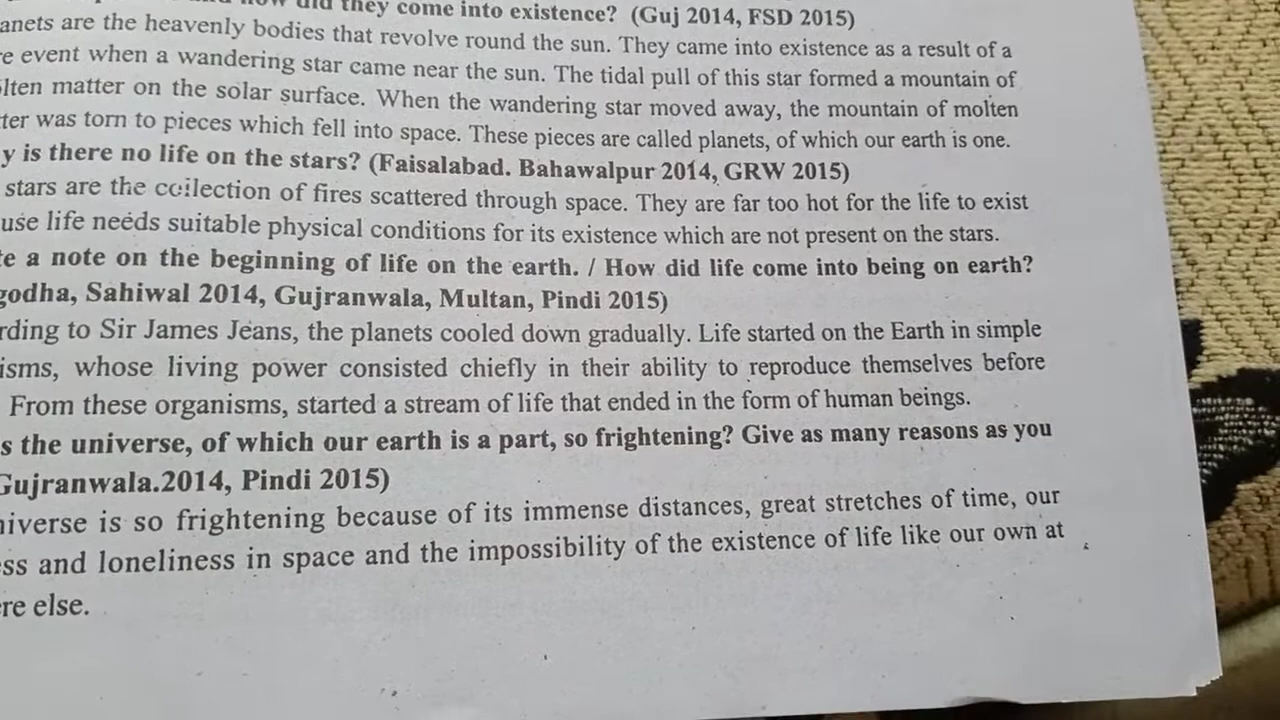 did they come into existence? (Guj 2014, FSD 2015)
anets are the heavenly bodies that revolve round the sun. They came into existence as a result of a
re event when a wandering star came near the sun. The tidal pull of this star formed a mountain of
lten matter on the solar surface. When the wandering star moved away, the mountain of molten
ter was torn to pieces which fell into space. These pieces are called planets, of which our earth is one.
y is there no life on the stars? (Faisalabad. Bahawalpur 2014, GRW 2015)
stars are the ccilection of fires scattered through space. They are far too hot for the life to exist
use life needs suitable physical conditions for its existence which are not present on the stars.
te a note on the beginning of life on the earth. / How did life come into being on earth?
godha, Sahiwal 2014, Gujranwala, Multan, Pindi 2015)
rding to Sir James Jeans, the planets cooled down gradually. Life started on the Earth in simple
isms, whose living power consisted chiefly in their ability to reproduce themselves before
From these organisms, started a stream of life that ended in the form of human beings.
s the universe, of which our earth is a part, so frightening? Give as many reasons as you
Gujranwala.2014, Pindi 2015)
niverse is so frightening because of its immense distances, great stretches of time, our
ess and loneliness in space and the impossibility of the existence of life like our own at
ere else.